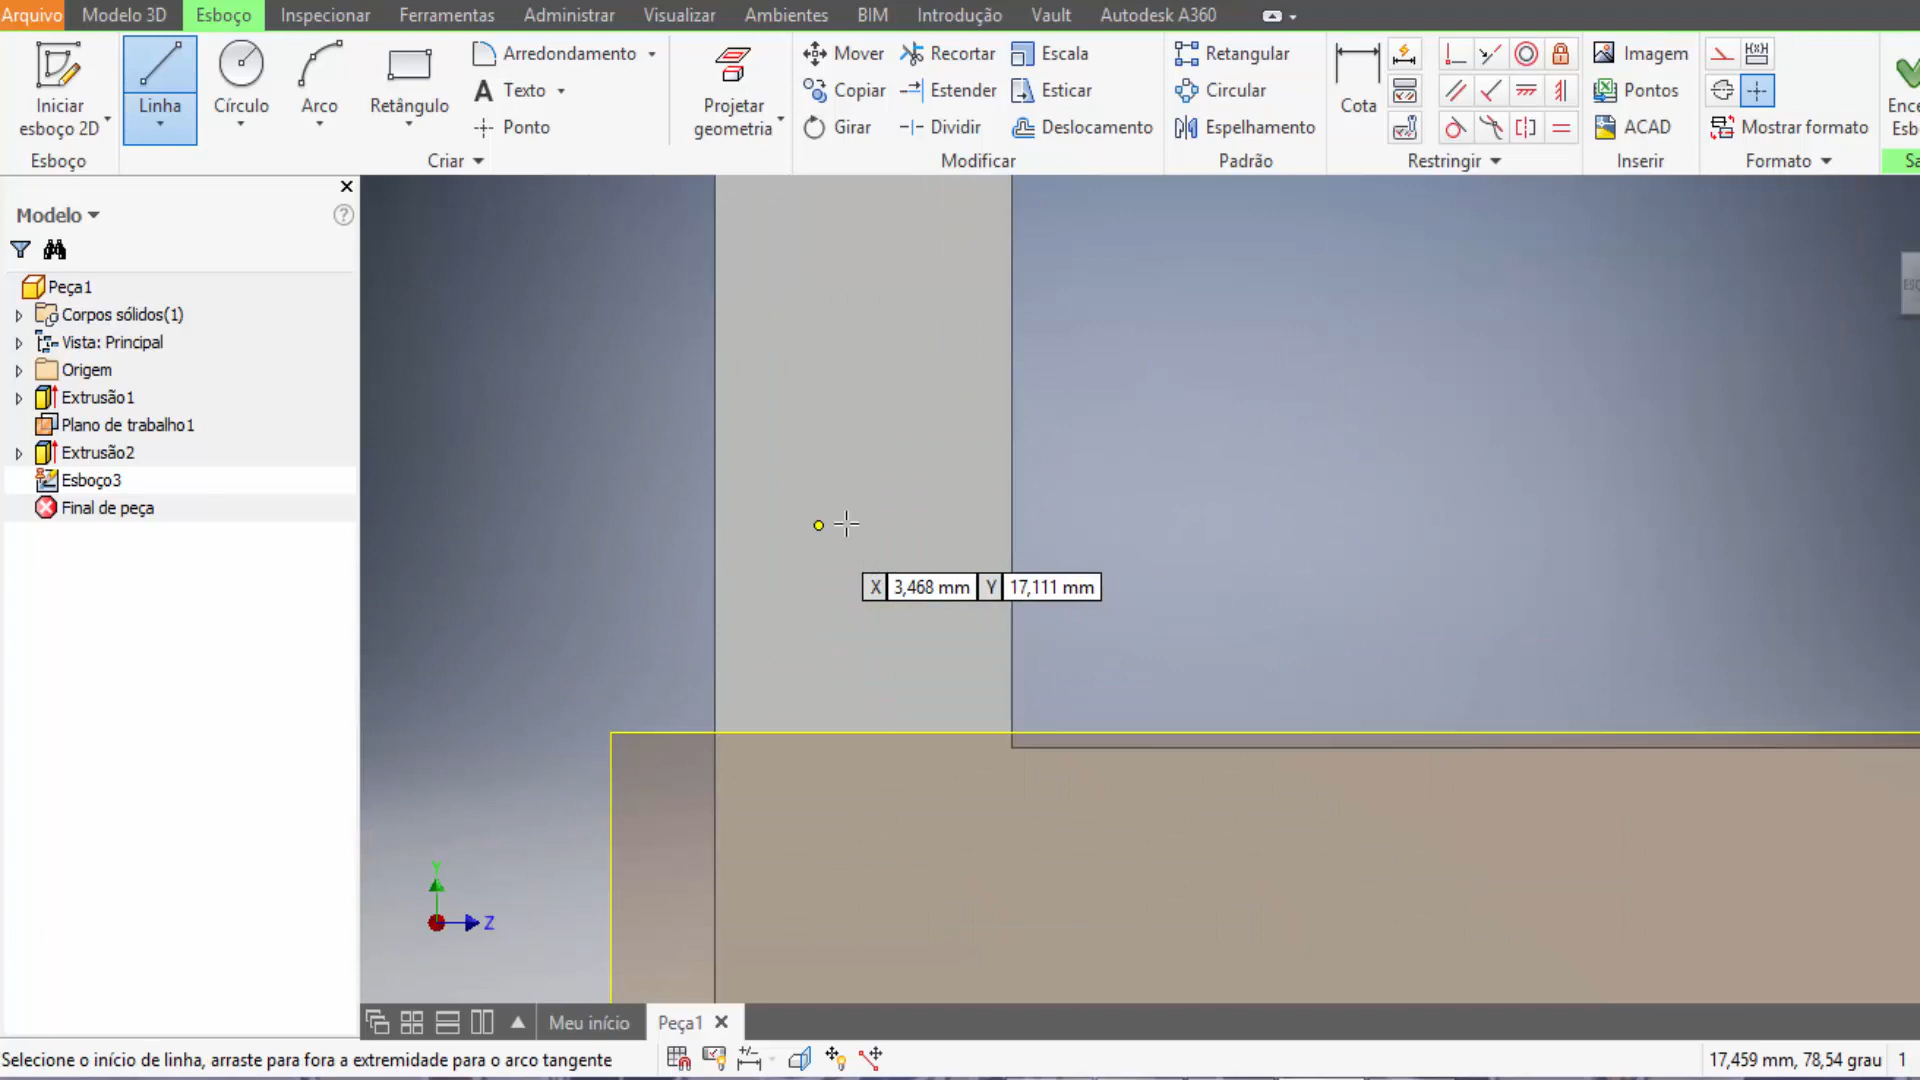 Arquivo Modelo 3D Esboço Inspecionar Ferramentas Administrar Visualizar Ambientes BIM Introdução Vault Autodesk A360
Iniciar esboço 2D
Linha
Círculo
Arco
Retângulo
Arredondamento
Texto
Ponto
Projetar geometria
Mover
Copiar
Girar
Recortar
Estender
Dividir
Escala
Esticar
Deslocamento
Retangular
Circular
Espelhamento
Cota
Imagem
Pontos
ACAD
Mostrar formato
Esboço
Criar
Modificar
Padrão
Restringir
Inserir
Formato
Modelo
Peça1
Corpos sólidos(1)
Vista: Principal
Origem
Extrusão1
Plano de trabalho1
Extrusão2
Esboço3
Final de peça
X 3,468 mm Y 17,111 mm
Y
Z
Meu início
Peça1
Selecione o início de linha, arraste para fora a extremidade para o arco tangente
17,459 mm, 78,54 grau 1